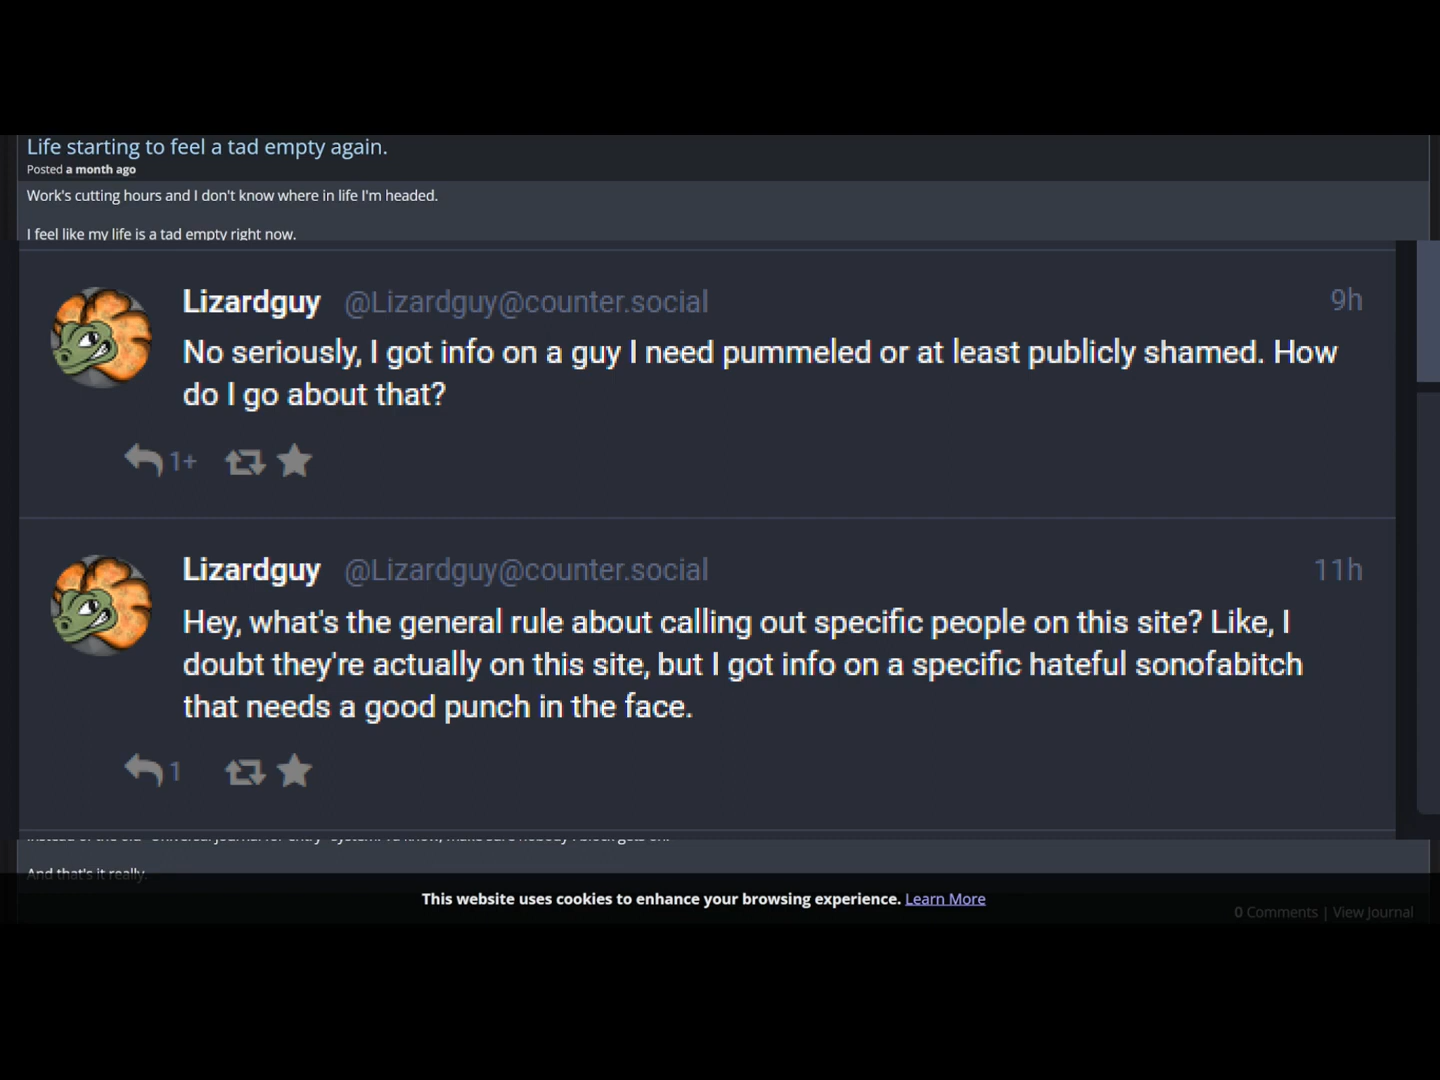 Life starting to feel a tad empty again.
Posted a month ago
Work's cutting hours and I don't know where in life I'm headed.
I feel like my life is a tad empty right now.
Lizardguy @Lizardguy@counter.social 9h
No seriously, I got info on a guy I need pummeled or at least publicly shamed. How
do I go about that?
1+
Lizardguy @Lizardguy@counter.social 11h
Hey, what's the general rule about calling out specific people on this site? Like, I
doubt they're actually on this site, but I got info on a specific hateful sonofabitch
that needs a good punch in the face.
1
And that's it really.
This website uses cookies to enhance your browsing experience. Learn More
0 Comments | View Journal